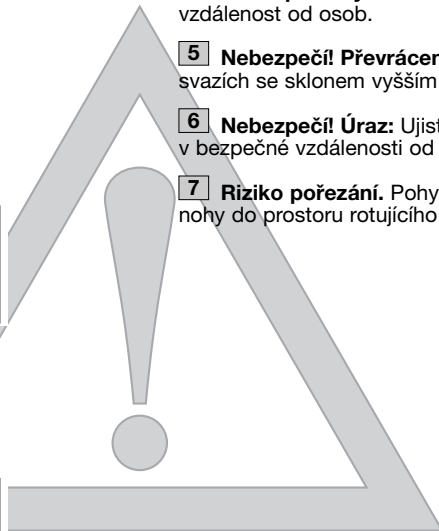 vzdálenost od osob.
5 Nebezpečí! Převrácen
svazích se sklonem vyšším
6 Nebezpečí! Úraz: Ujist
v bezpečné vzdálenosti od
7 Riziko pořezání. Pohy
nohy do prostoru rotujícího